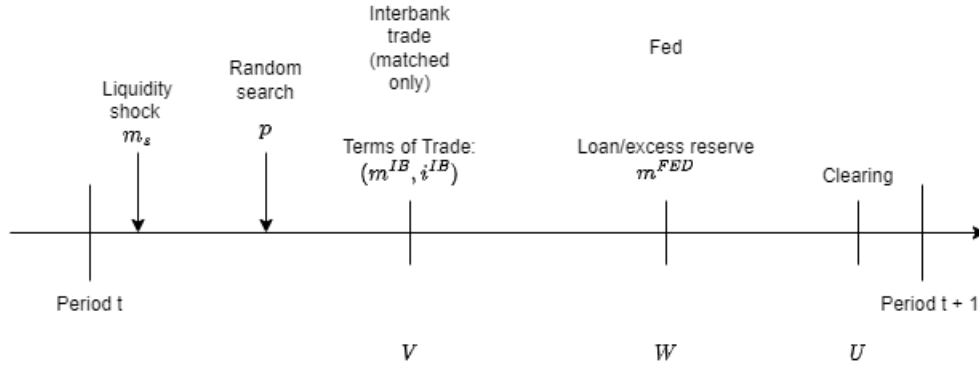 Interbank
trade
(matched
only)
Fed
Liquidity
shock
m_s
Random
search
p
Terms of Trade:
(m^{IB}, i^{IB})
Loan/excess reserve
m^{FED}
Clearing
Period t
Period t + 1
V
W
U